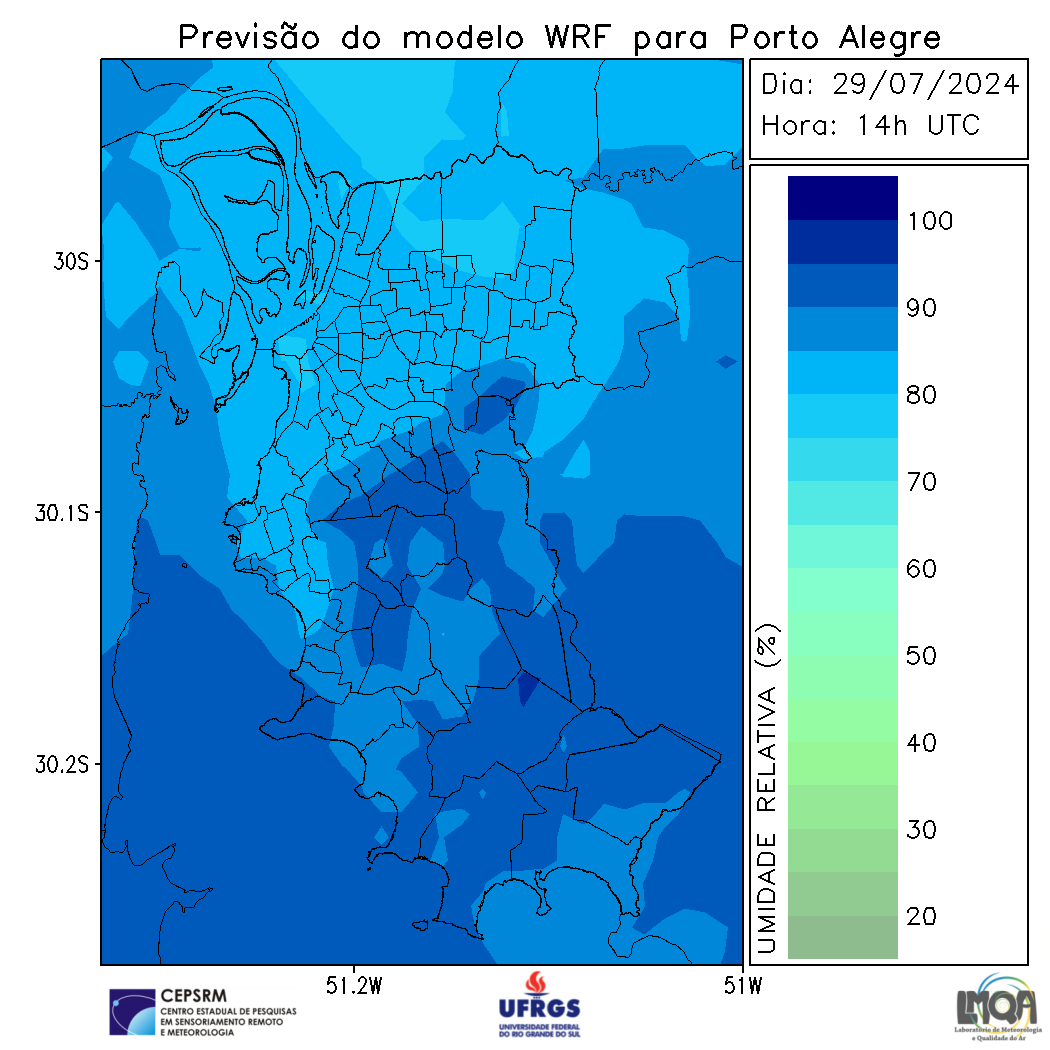 Previsão do modelo WRF para Porto Alegre
Dia: 29/07/2024
Hora: 14h UTC
100
90
80
70
60
50
40
30
20
UMIDADE RELATIVA (%)
30S
30.1S
30.2S
51.2W
51W
CEPSRM
CENTRO ESTADUAL DE PESQUISAS
EM SENSORIAMENTO REMOTO
E METEOROLOGIA
UFRGS
UNIVERSIDADE FEDERAL
DO RIO GRANDE DO SUL
LMQA
Laboratório de Meteorologia
e Qualidade do Ar